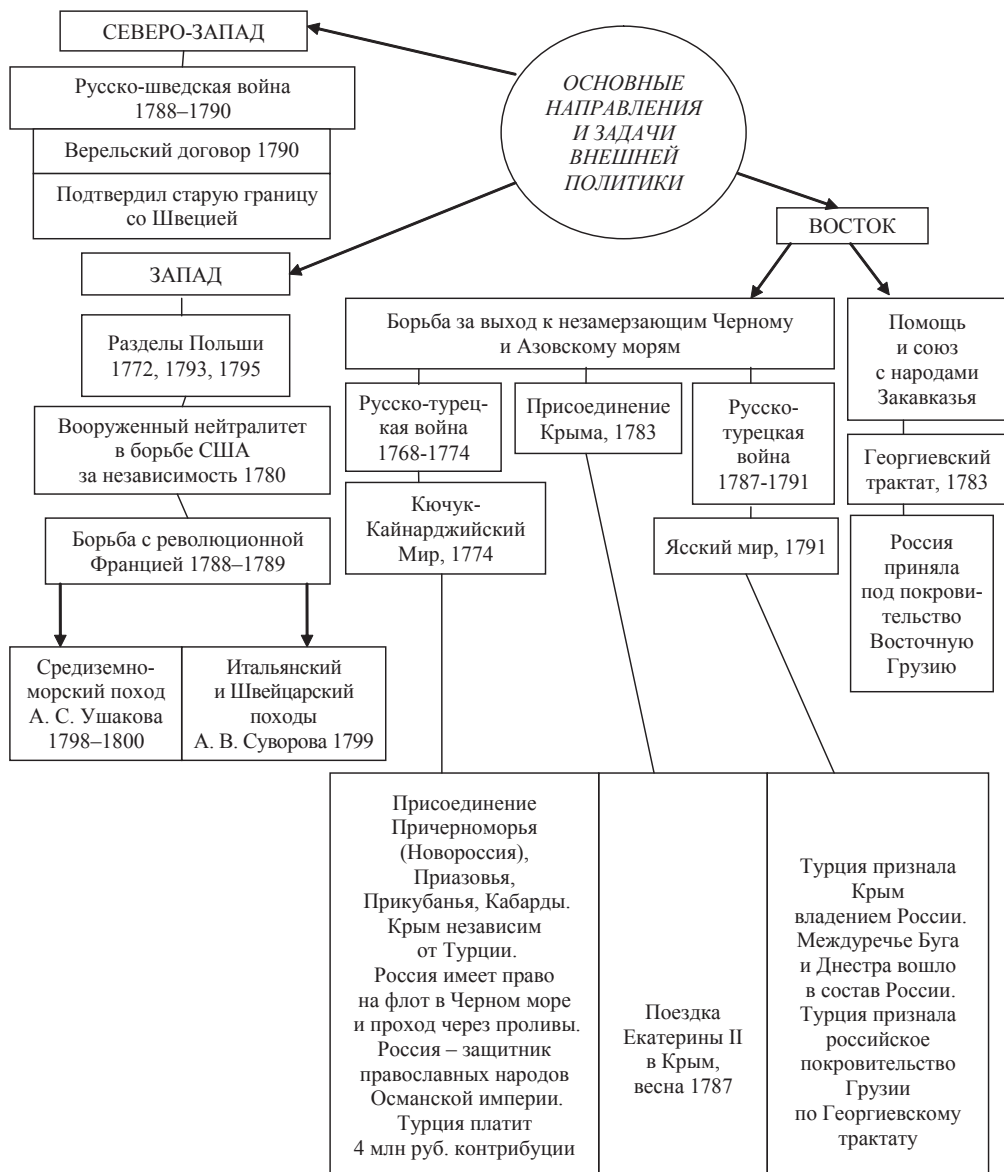 СЕВЕРО-ЗАПАД
Русско-шведская война
1788–1790
Верельский договор 1790
Подтвердил старую границу
со Швецией
ОСНОВНЫЕ
НАПРАВЛЕНИЯ
И ЗАДАЧИ
ВНЕШНЕЙ
ПОЛИТИКИ
ЗАПАД
Разделы Польши
1772, 1793, 1795
Вооруженный нейтралитет
в борьбе США
за независимость 1780
Борьба с революционной
Францией 1788–1789
Средиземно-
морский поход
А. С. Ушакова
1798–1800
Итальянский
и Швейцарский
походы
А. В. Суворова 1799
ВОСТОК
Борьба за выход к незамерзающим Черному
и Азовскому морям
Русско-турец-
кая война
1768-1774
Кючук-
Кайнарджийский
Мир, 1774
Присоединение
Крыма, 1783
Русско-
турецкая
война
1787-1791
Ясский мир, 1791
Помощь
и союз
с народами
Закавказья
Георгиевский
трактат, 1783
Россия
приняла
под покрови-
тельство
Восточную
Грузию
Присоединение
Причерноморья
(Новороссия),
Приазовья,
Прикубанья, Кабарды.
Крым независим
от Турции.
Россия имеет право
на флот в Черном море
и проход через проливы.
Россия – защитник
православных народов
Османской империи.
Турция платит
4 млн руб. контрибуции
Поездка
Екатерины II
в Крым,
весна 1787
Турция признала
Крым
владением России.
Междуречье Буга
и Днестра вошло
в состав России.
Турция признала
российское
покровительство
Грузии
по Георгиевскому
трактату